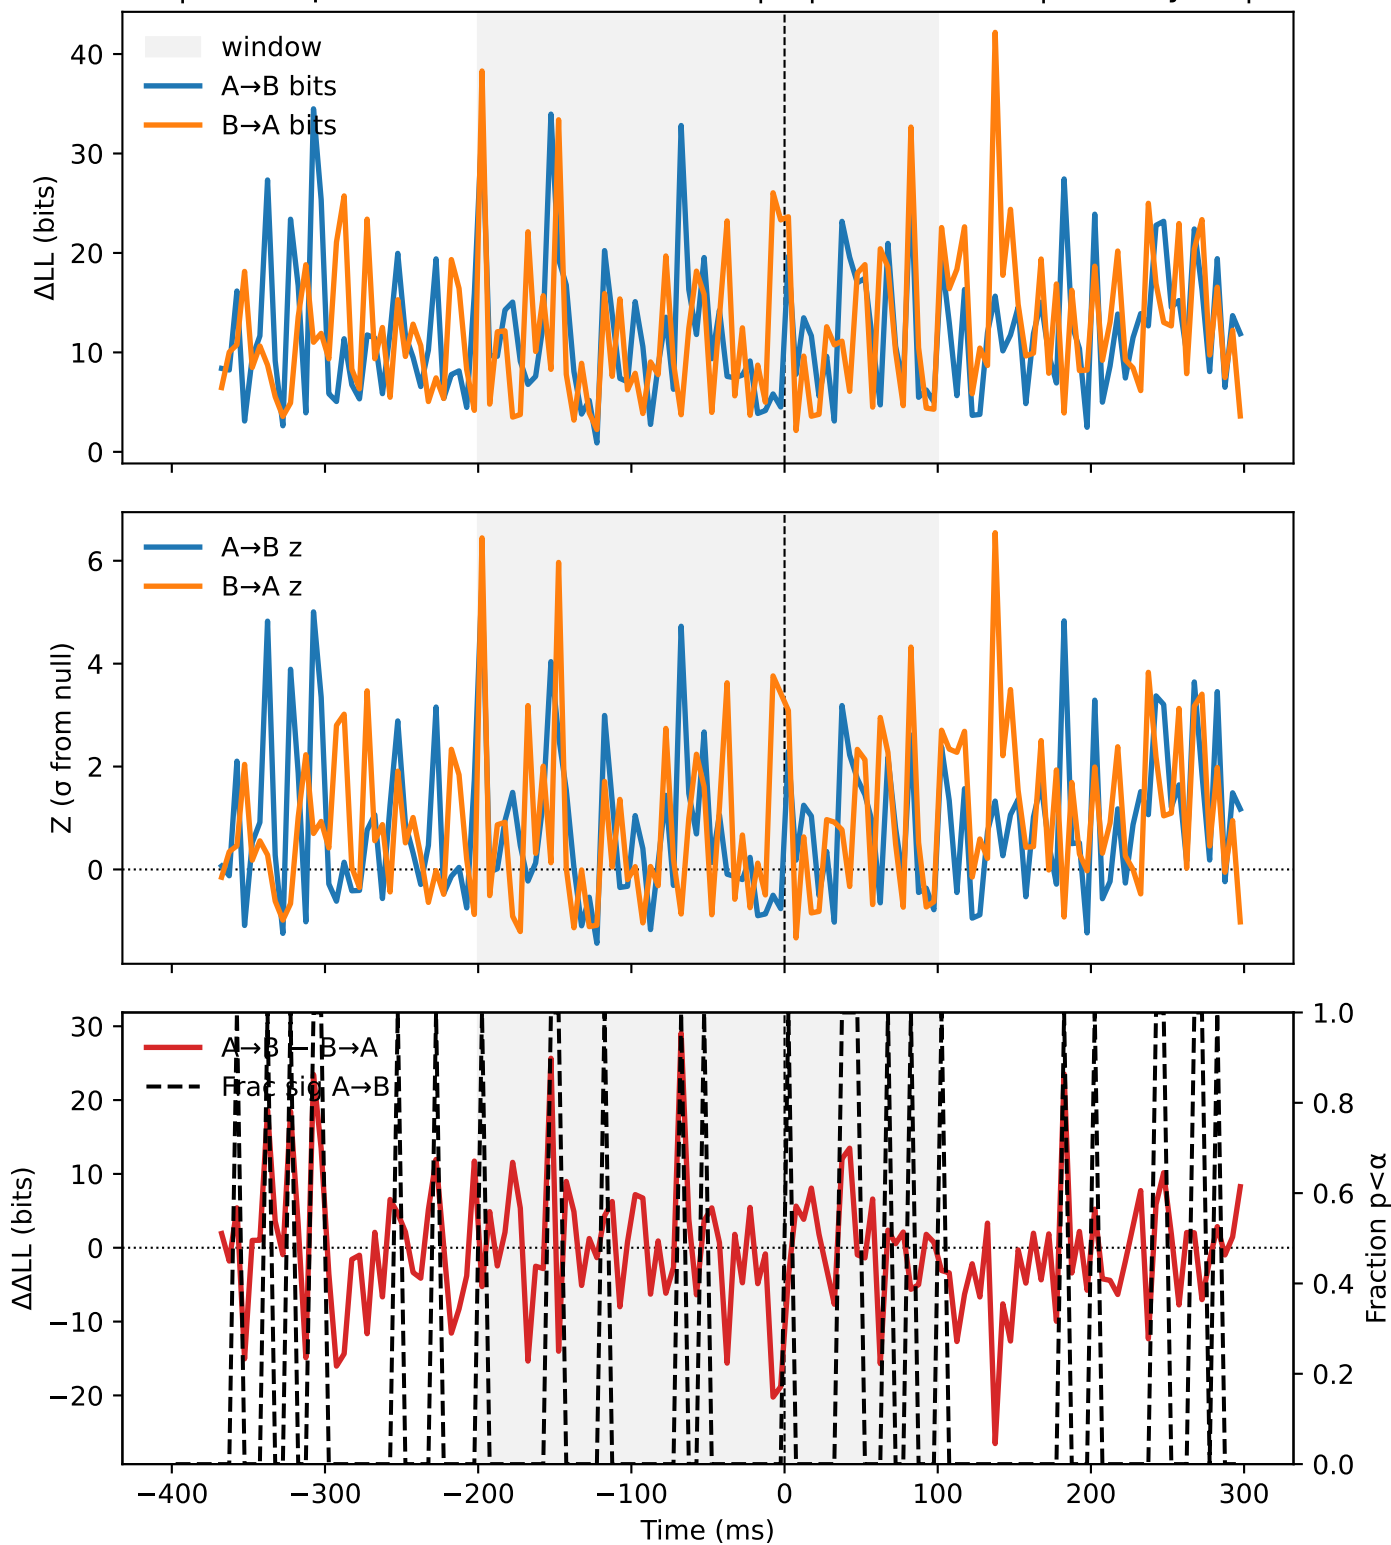 window
A→B bits
B→A bits
ΔLL (bits)
40
30
20
10
0
A→B z
B→A z
Z (σ from null)
6
4
2
0
A→B − B→A
Frac sig A→B
ΔΔLL (bits)
30
20
10
0
−10
−20
1.0
0.8
0.6
0.4
0.2
0.0
Fraction p<α
−400 −300 −200 −100 0 100 200 300
Time (ms)